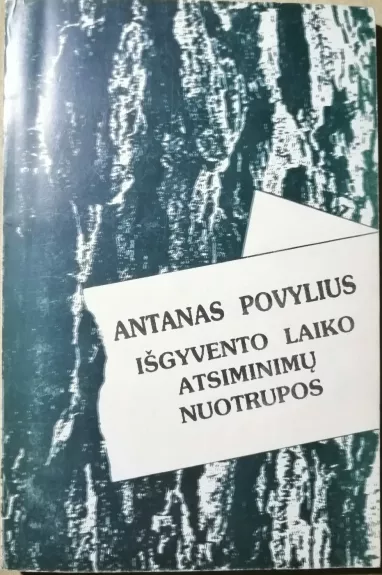 ANTANAS POVYLIUS
IŠGYVENTO LAIKO
ATSIMINIMŲ
NUOTRUPOS